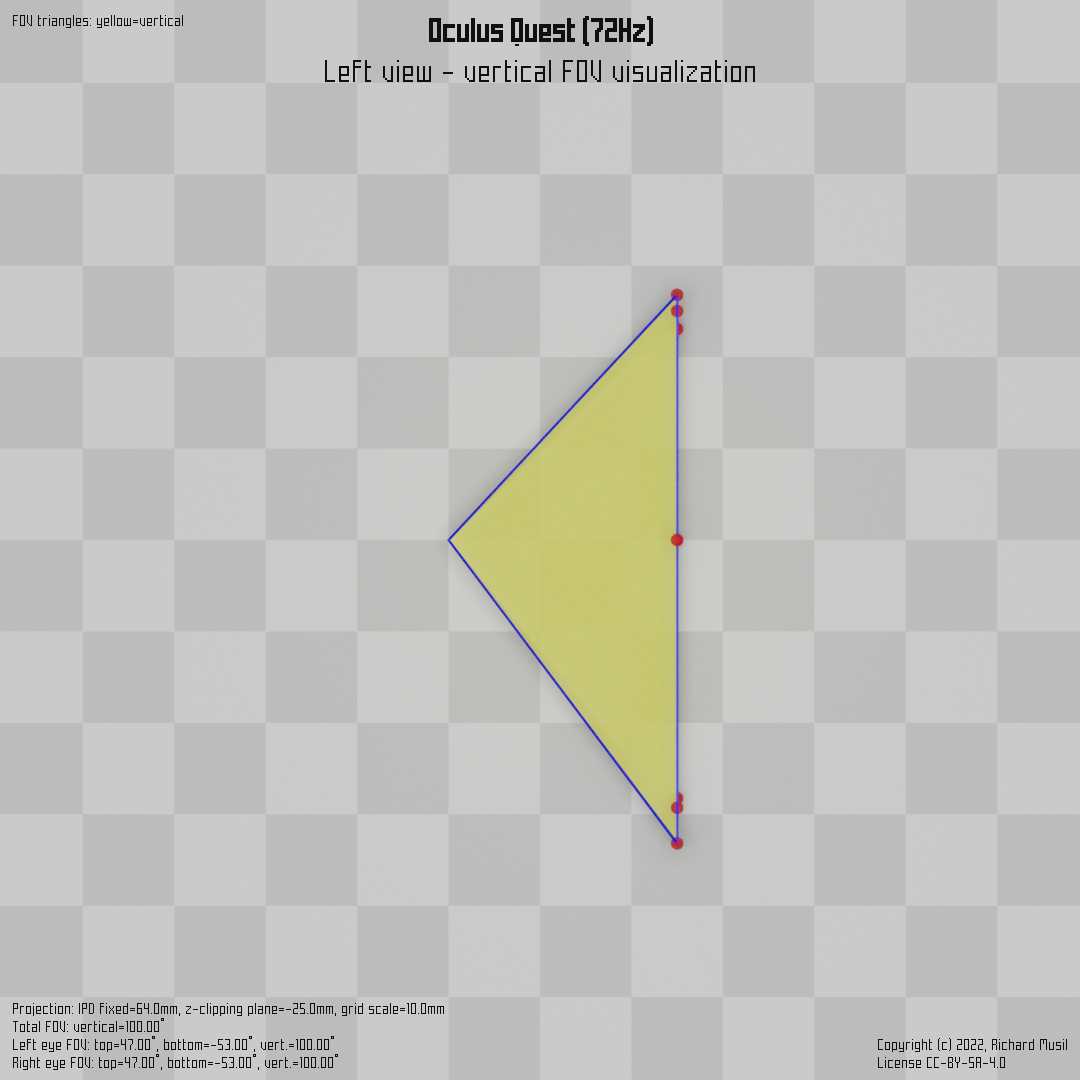 FOV triangles: yellow=vertical
Oculus Quest (72Hz)
Left view - vertical FOV visualization
Projection: IPD fixed=64.0mm, z-clipping plane=-25.0mm, grid scale=10.0mm
Total FOV: vertical=100.00°
Left eye FOV: top=47.00°, bottom=-53.00°, vert.=100.00°
Right eye FOV: top=47.00°, bottom=-53.00°, vert.=100.00°
Copyright (c) 2022, Richard Musil
License CC-BY-SA-4.0